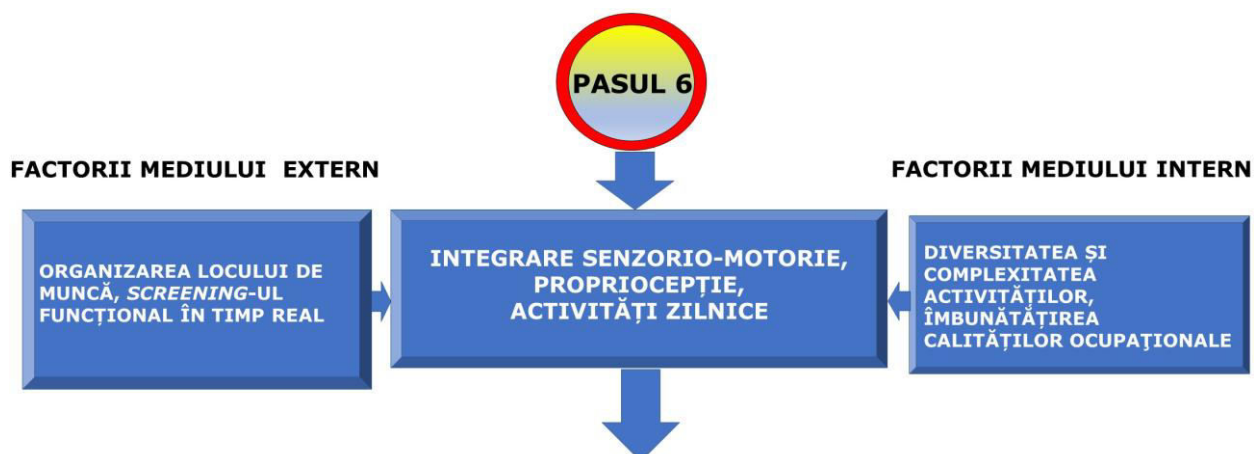 PASUL 6
FACTORII MEDIULUI EXTERN
FACTORII MEDIULUI INTERN
ORGANIZAREA LOCULUI DE
MUNCĂ, SCREENING-UL
FUNCȚIONAL ÎN TIMP REAL
INTEGRARE SENZORIO-MOTORIE,
PROPRIOCEPȚIE,
ACTIVITĂȚI ZILNICE
DIVERSITATEA ȘI
COMPLEXITATEA
ACTIVITĂȚILOR,
ÎMBUNĂTĂȚIREA
CALITĂȚILOR OCUPAŢIONALE